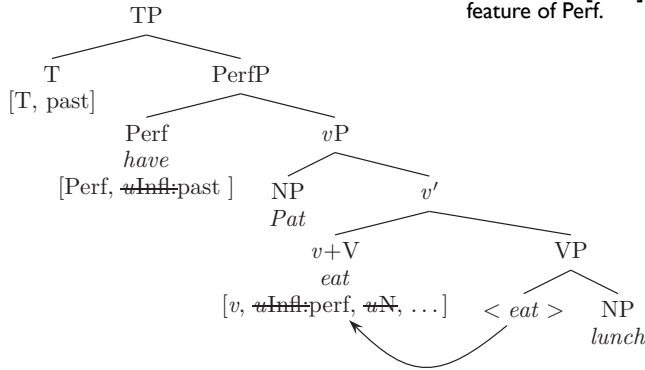 feature of Perf.
TP
T PerfP
[T, past]
Perf vP
have
[Perf, uInfl:past ] NP v′
Pat
v+V VP
eat
[v, uInfl:perf, uN, . . . ] < eat > NP
lunch